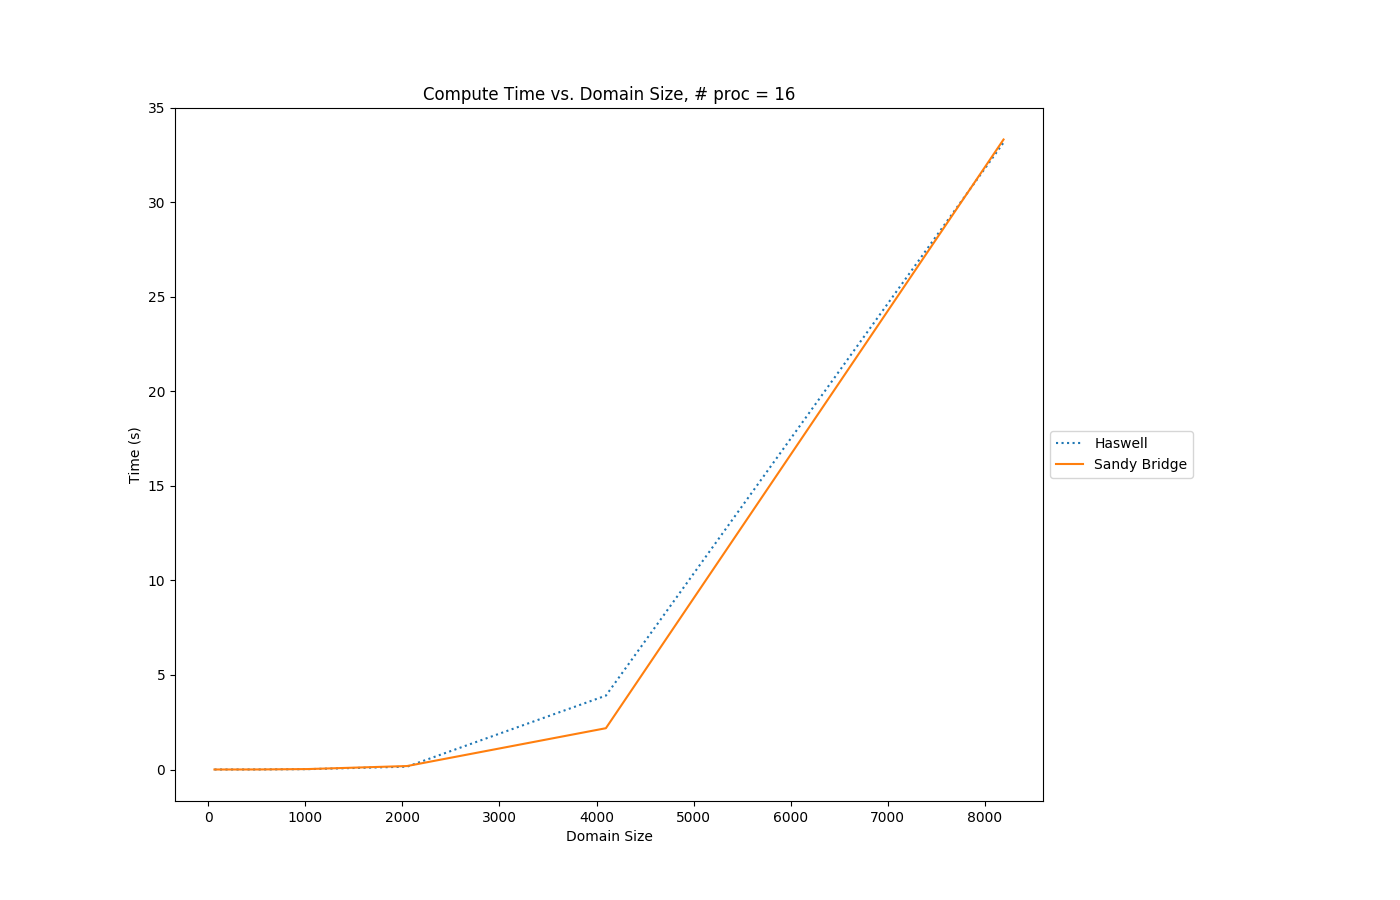 Compute Time vs. Domain Size, # proc = 16
35
30
25
20
15
10
5
0
Time (s)
0 1000 2000 3000 4000 5000 6000 7000 8000
Domain Size
Haswell
Sandy Bridge